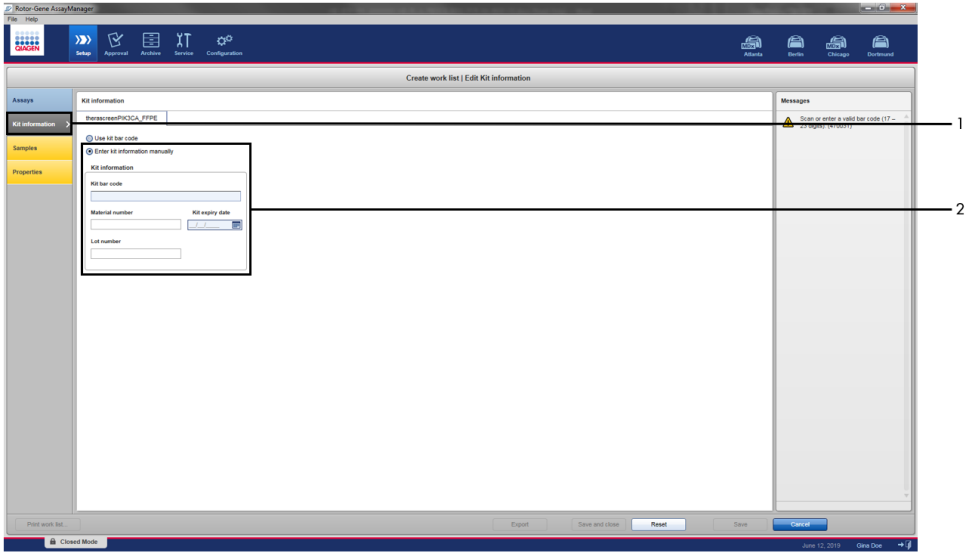 Rotor-Gene AssayManager
File Help
QIAGEN
Setup Approval Archive Service Configuration
Atlanta Berlin Chicago Dortmund
Create work list | Edit Kit information
Assays
Kit information
Samples
Properties
Kit information
therascreenPIK3CA_FFPE
Use kit bar code
Enter kit information manually
Kit information
Kit bar code
Material number Kit expiry date
Lot number
Messages
Scan or enter a valid bar code (17 –
23 digits). (470031)
1
2
Print work list...
Export Save and close Reset Save Cancel
Closed Mode
June 12, 2019 Gina Doe